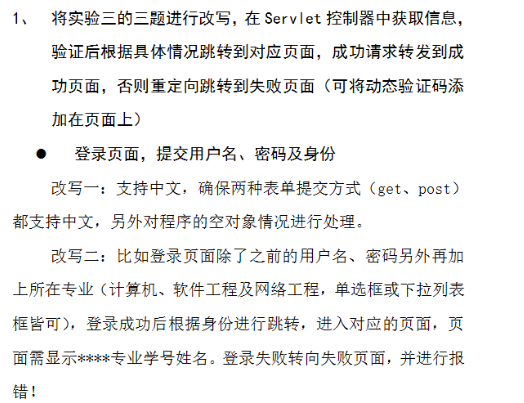 1、 将实验三的三题进行改写，在 Servlet 控制器中获取信息，
验证后根据具体情况跳转到对应页面，成功请求转发到成
功页面，否则重定向跳转到失败页面（可将动态验证码添
加在页面上）
● 登录页面，提交用户名、密码及身份
改写一：支持中文，确保两种表单提交方式（get、post）
都支持中文，另外对程序的空对象情况进行处理。
改写二：比如登录页面除了之前的用户名、密码另外再加
上所在专业（计算机、软件工程及网络工程，单选框或下拉列表
框皆可），登录成功后根据身份进行跳转，进入对应的页面，页
面需显示****专业学号姓名。登录失败转向失败页面，并进行报
错！